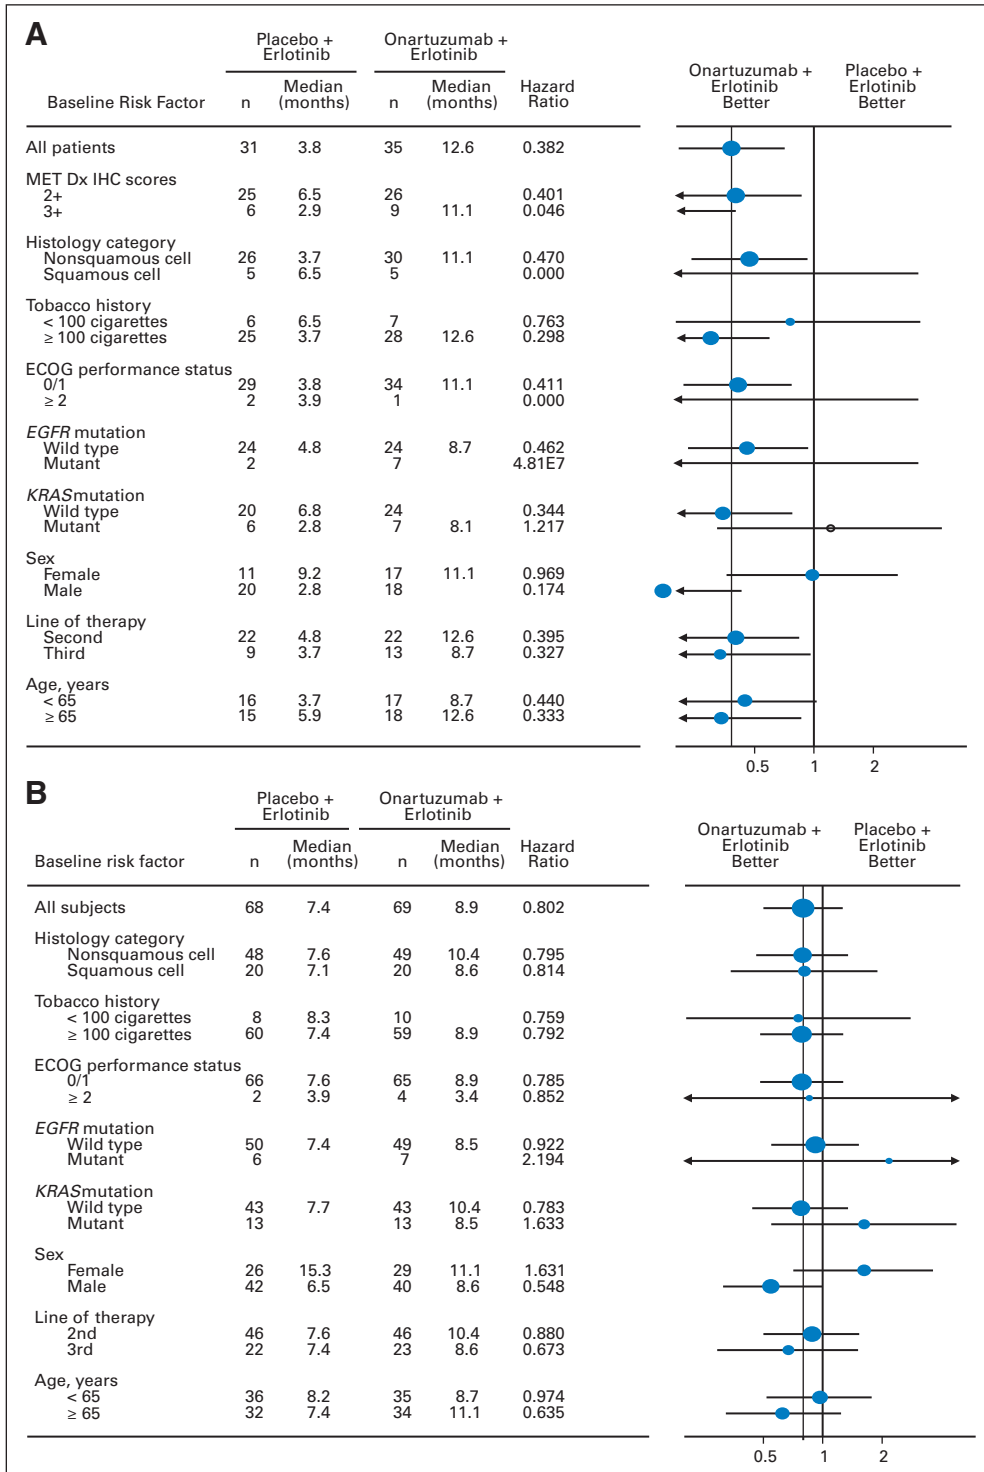 A
Placebo + Erlotinib Onartuzumab + Erlotinib
Onartuzumab + Erlotinib Better Placebo + Erlotinib Better
Baseline Risk Factor n Median (months) n Median (months) Hazard Ratio
All patients 31 3.8 35 12.6 0.382
MET Dx IHC scores
2+ 25 6.5 26 0.401
3+ 6 2.9 9 11.1 0.046
Histology category
Nonsquamous cell 26 3.7 30 11.1 0.470
Squamous cell 5 6.5 5 0.000
Tobacco history
< 100 cigarettes 6 6.5 7 0.763
≥ 100 cigarettes 25 3.7 28 12.6 0.298
ECOG performance status
0/1 29 3.8 34 11.1 0.411
≥ 2 2 3.9 1 0.000
EGFR mutation
Wild type 24 4.8 24 8.7 0.462
Mutant 2 7 4.81E7
KRAS mutation
Wild type 20 6.8 24 0.344
Mutant 6 2.8 7 8.1 1.217
Sex
Female 11 9.2 17 11.1 0.969
Male 20 2.8 18 0.174
Line of therapy
Second 22 4.8 22 12.6 0.395
Third 9 3.7 13 8.7 0.327
Age, years
< 65 16 3.7 17 8.7 0.440
≥ 65 15 5.9 18 12.6 0.333
0.5 1 2
B
Placebo + Erlotinib Onartuzumab + Erlotinib
Onartuzumab + Erlotinib Better Placebo + Erlotinib Better
Baseline risk factor n Median (months) n Median (months) Hazard Ratio
All subjects 68 7.4 69 8.9 0.802
Histology category
Nonsquamous cell 48 7.6 49 10.4 0.795
Squamous cell 20 7.1 20 8.6 0.814
Tobacco history
< 100 cigarettes 8 8.3 10 0.759
≥ 100 cigarettes 60 7.4 59 8.9 0.792
ECOG performance status
0/1 66 7.6 65 8.9 0.785
≥ 2 2 3.9 4 3.4 0.852
EGFR mutation
Wild type 50 7.4 49 8.5 0.922
Mutant 6 7 2.194
KRAS mutation
Wild type 43 7.7 43 10.4 0.783
Mutant 13 13 8.5 1.633
Sex
Female 26 15.3 29 11.1 1.631
Male 42 6.5 40 8.6 0.548
Line of therapy
2nd 46 7.6 46 10.4 0.880
3rd 22 7.4 23 8.6 0.673
Age, years
< 65 36 8.2 35 8.7 0.974
≥ 65 32 7.4 34 11.1 0.635
0.5 1 2